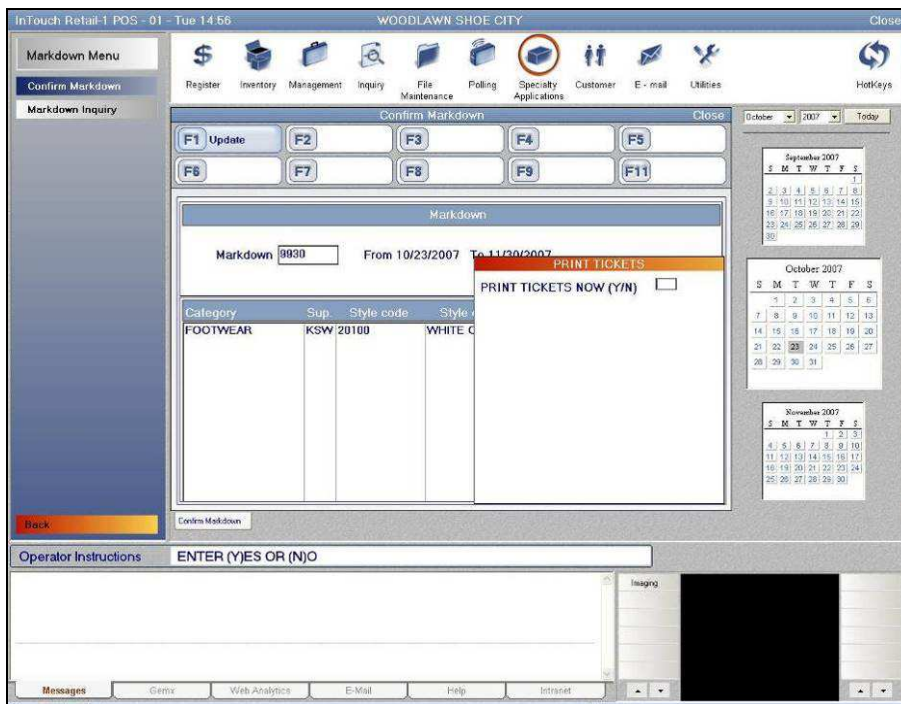 InTouch Retail-1 POS - 01 - Tue 14:56 WOODLAWN SHOE CITY Close
Markdown Menu
Confirm Markdown
Markdown Inquiry
Back
Register Inventory Management Inquiry File Maintenance Polling Specialty Applications Customer E - mail Utilities HotKeys
Confirm Markdown Close
F1 Update F2 F3 F4 F5
F6 F7 F8 F9 F11
Markdown
Markdown 9930 From 10/23/2007 To 11/30/2007
PRINT TICKETS
PRINT TICKETS NOW (Y/N)
Category Sup. Style code Style
FOOTWEAR KSW 20100 WHITE
Confirm Markdown
October 2007 Today
September 2007
S M T W T F S
1
2 3 4 5 6 7 8
9 10 11 12 13 14 15
16 17 18 19 20 21 22
23 24 25 26 27 28 29
30
October 2007
S M T W T F S
1 2 3 4 5 6
7 8 9 10 11 12 13
14 15 16 17 18 19 20
21 22 23 24 25 26 27
28 29 30 31
November 2007
S M T W T F S
1 2 3
4 5 6 7 8 9 10
11 12 13 14 15 16 17
18 19 20 21 22 23 24
25 26 27 28 29 30
Operator Instructions ENTER (Y)ES OR (N)O
Imaging
Messages Gemx Web Analytics E-Mail Help Intranet